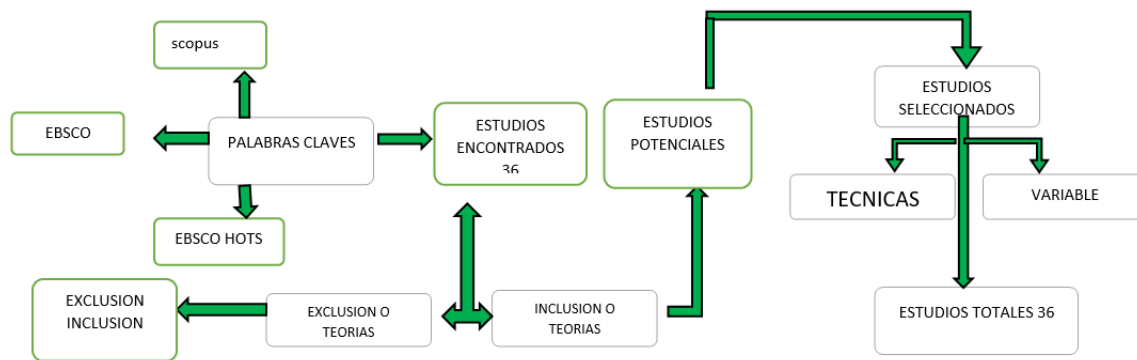 scopus
EBSCO
PALABRAS CLAVES
EBSCO HOTS
ESTUDIOS
ENCONTRADOS
36
ESTUDIOS
POTENCIALES
ESTUDIOS
SELECCIONADOS
TECNICAS
VARIABLE
EXCLUSION
INCLUSION
EXCLUSION O
TEORIAS
INCLUSION O
TEORIAS
ESTUDIOS TOTALES 36